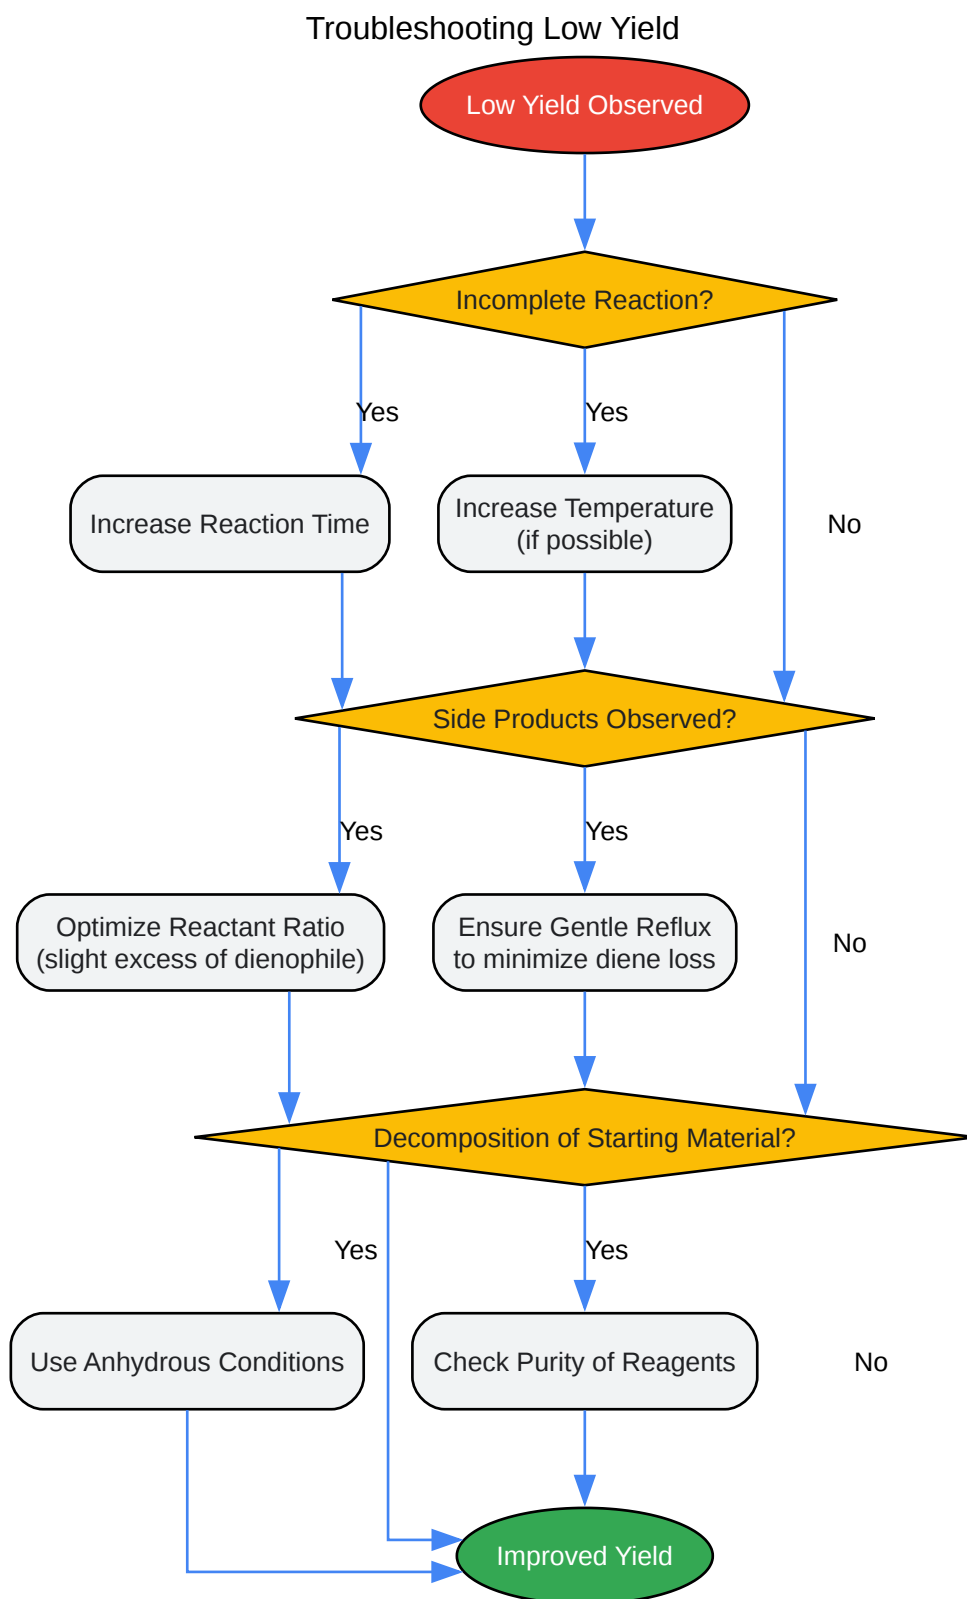 Troubleshooting Low Yield
Low Yield Observed
Incomplete Reaction?
Yes
Yes
Increase Reaction Time
Increase Temperature
(if possible)
No
Side Products Observed?
Yes
Yes
Optimize Reactant Ratio
(slight excess of dienophile)
Ensure Gentle Reflux
to minimize diene loss
No
Decomposition of Starting Material?
Yes
Yes
Use Anhydrous Conditions
Check Purity of Reagents
No
Improved Yield